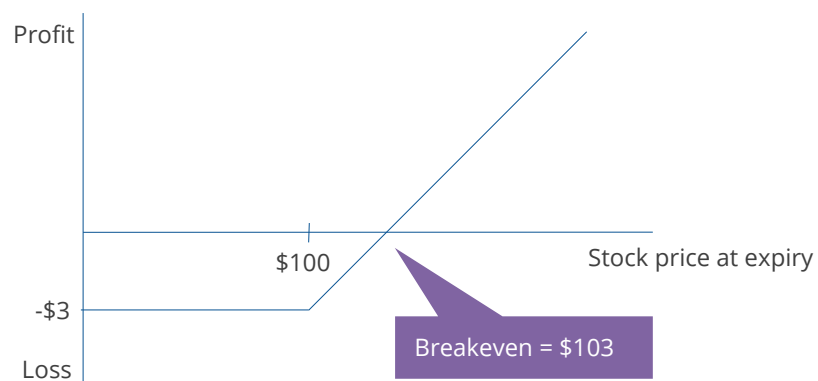 Profit
$100
Stock price at expiry
-$3
Breakeven = $103
Loss